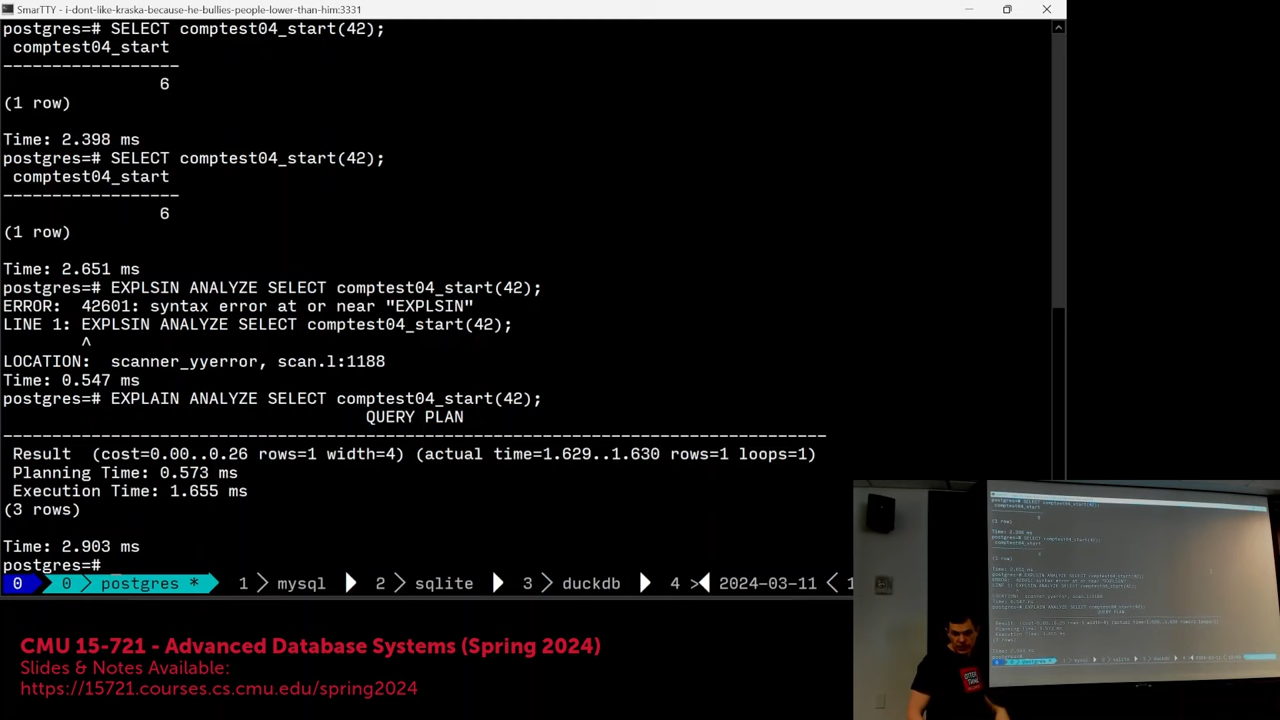 SmarTTY - i-dont-like-kraska-because-he-bullies-people-lower-than-him:3331
postgres=# SELECT comptest04_start(42);
comptest04_start
------------------
6
(1 row)
Time: 2.398 ms
postgres=# SELECT comptest04_start(42);
comptest04_start
------------------
6
(1 row)
Time: 2.651 ms
postgres=# EXPLSIN ANALYZE SELECT comptest04_start(42);
ERROR:  42601: syntax error at or near "EXPLSIN"
LINE 1: EXPLSIN ANALYZE SELECT comptest04_start(42);
^
LOCATION:  scanner_yyerror, scan.l:1188
Time: 0.547 ms
postgres=# EXPLAIN ANALYZE SELECT comptest04_start(42);
QUERY PLAN
------------------------------------------------------------------------------------
Result  (cost=0.00..0.26 rows=1 width=4) (actual time=1.629..1.630 rows=1 loops=1)
Planning Time: 0.573 ms
Execution Time: 1.655 ms
(3 rows)
Time: 2.903 ms
postgres=#
0 0 postgres * 1 > mysql 2 > sqlite 3 > duckdb 4 > 2024-03-11 < 1
CMU 15-721 - Advanced Database Systems (Spring 2024)
Slides & Notes Available:
https://15721.courses.cs.cmu.edu/spring2024